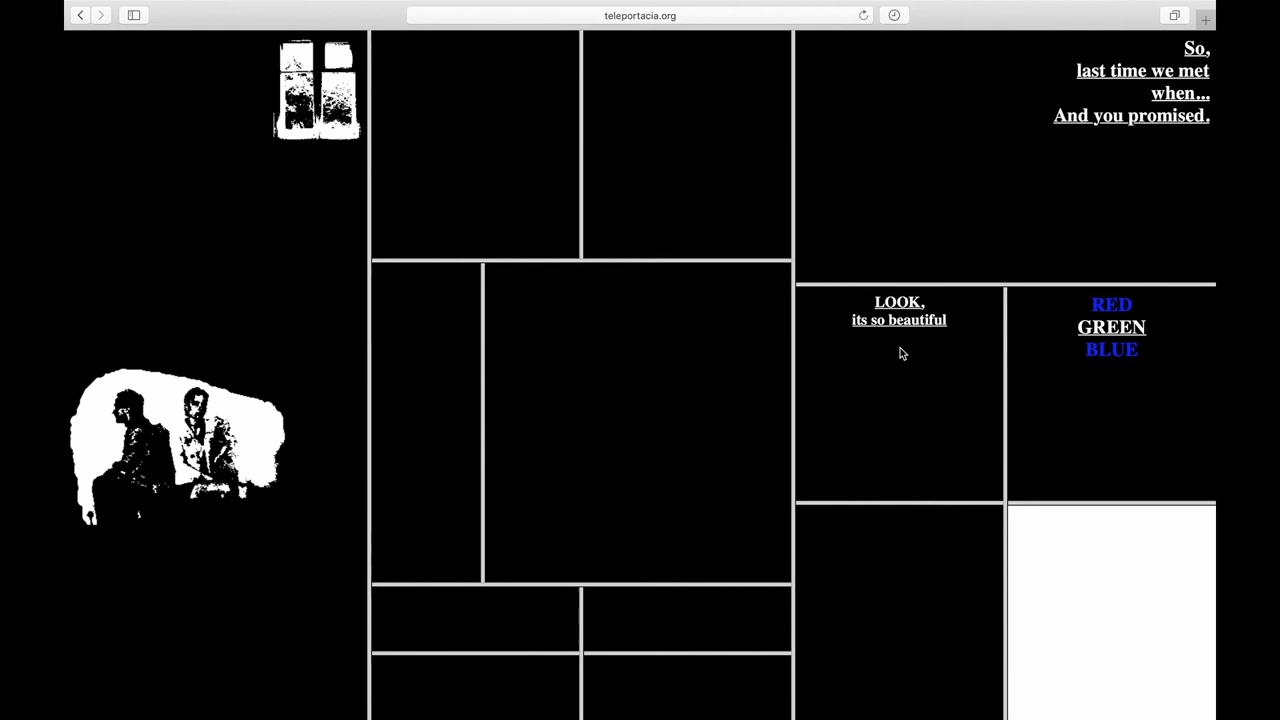 teleportacia.org
So,
last time we met
when...
And you promised.
LOOK,
its so beautiful
RED
GREEN
BLUE